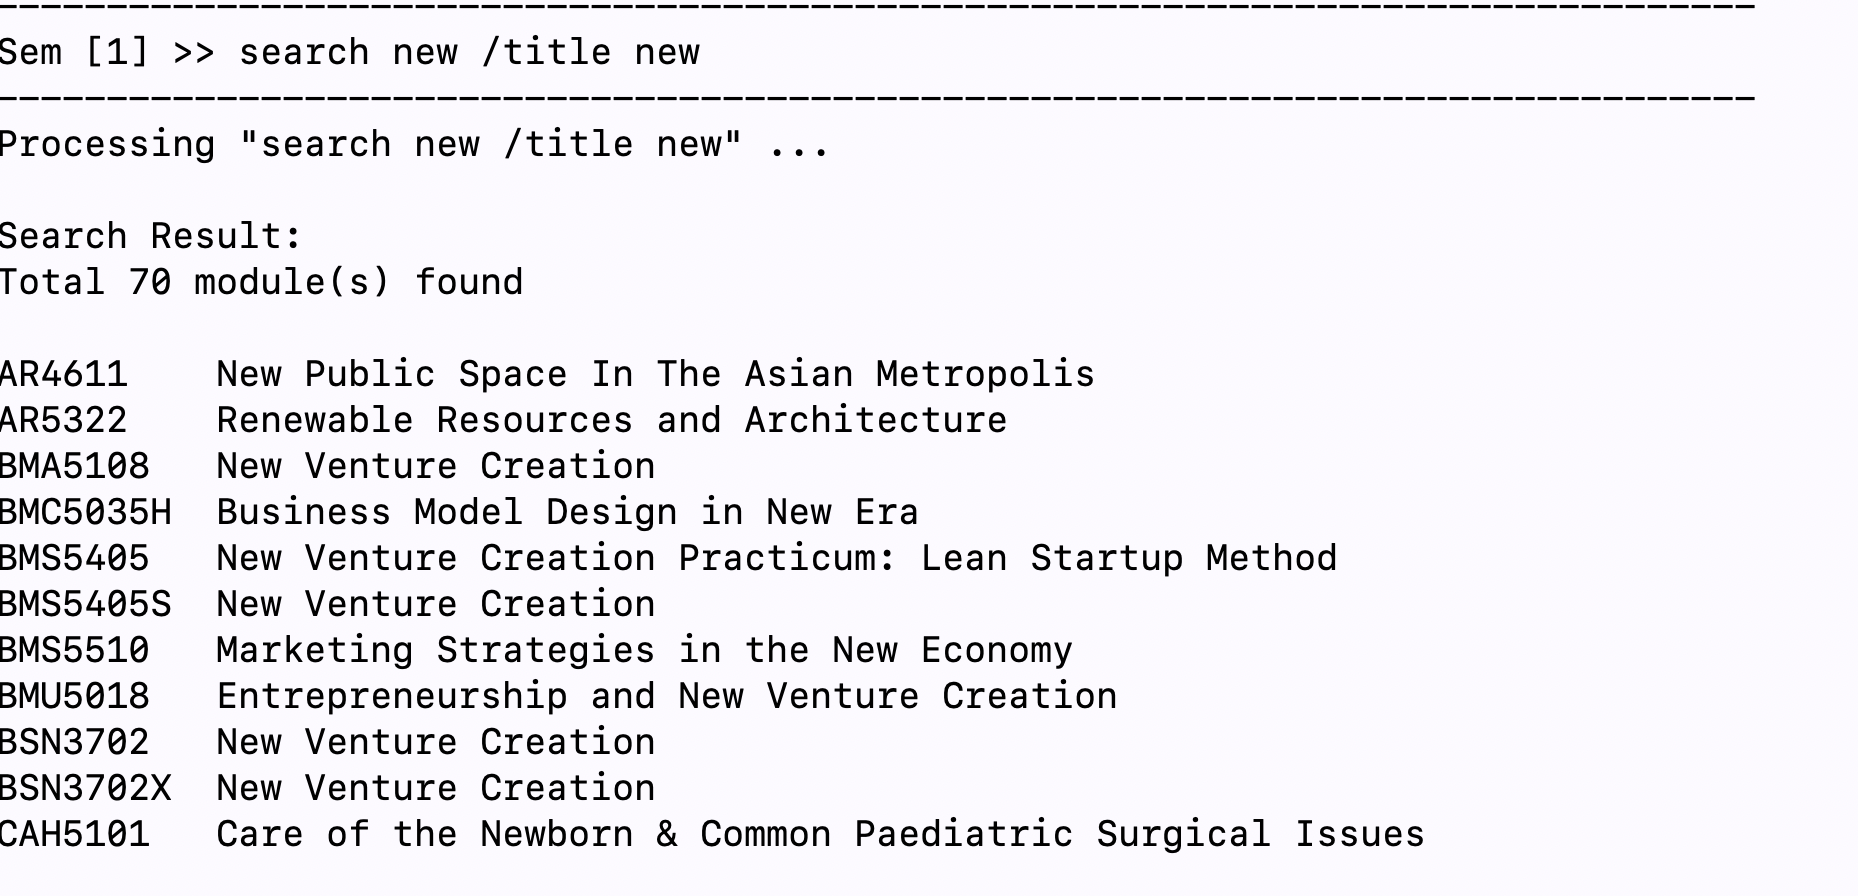 Sem [1] >> search new /title new
Processing "search new /title new" ...
Search Result:
Total 70 module(s) found
AR4611    New Public Space In The Asian Metropolis
AR5322    Renewable Resources and Architecture
BMA5108   New Venture Creation
BMC5035H  Business Model Design in New Era
BMS5405   New Venture Creation Practicum: Lean Startup Method
BMS5405S  New Venture Creation
BMS5510   Marketing Strategies in the New Economy
BMU5018   Entrepreneurship and New Venture Creation
BSN3702   New Venture Creation
BSN3702X  New Venture Creation
CAH5101   Care of the Newborn & Common Paediatric Surgical Issues